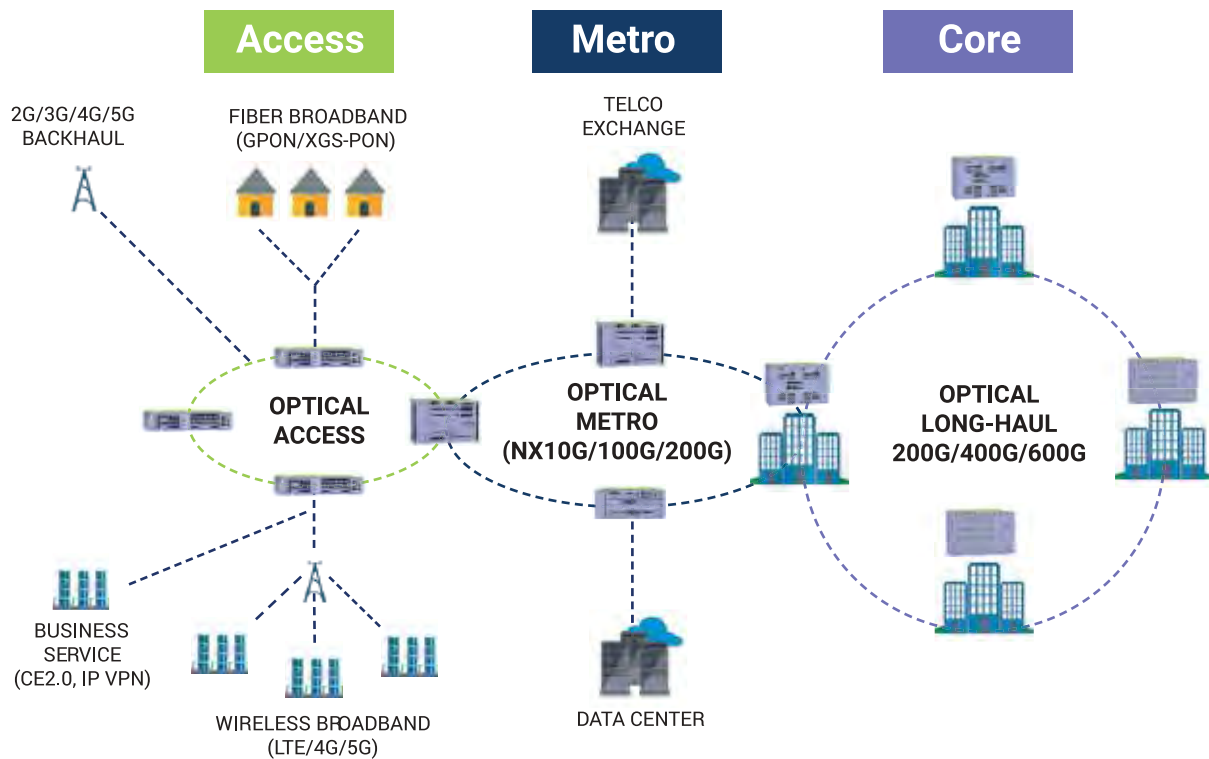 Access
Metro
Core
2G/3G/4G/5G
BACKHAUL
FIBER BROADBAND
(GPON/XGS-PON)
TELCO
EXCHANGE
OPTICAL
ACCESS
OPTICAL
METRO
(NX10G/100G/200G)
OPTICAL
LONG-HAUL
200G/400G/600G
BUSINESS
SERVICE
(CE2.0, IP VPN)
WIRELESS BROADBAND
(LTE/4G/5G)
DATA CENTER